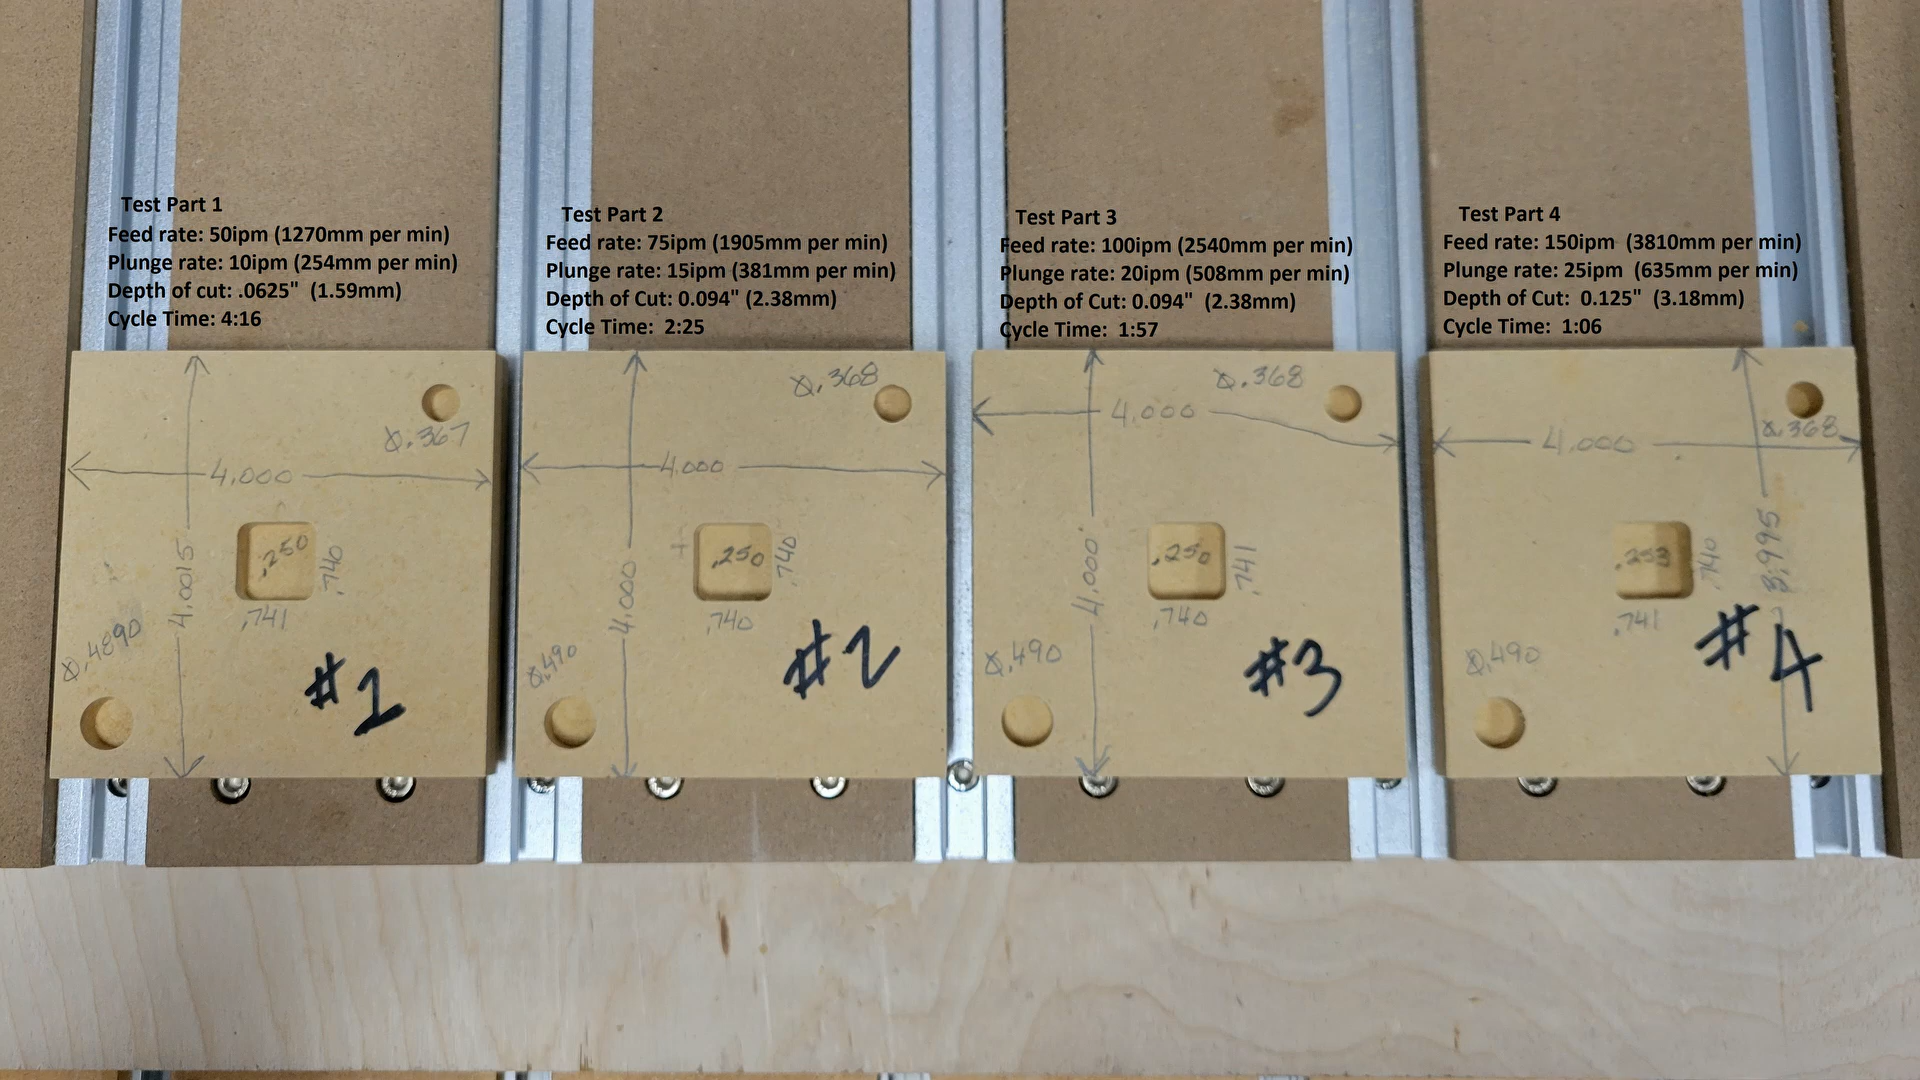 Test Part 1
Feed rate: 50ipm (1270mm per min)
Plunge rate: 10ipm (254mm per min)
Depth of cut: .0625" (1.59mm)
Cycle Time: 4:16
Test Part 2
Feed rate: 75ipm (1905mm per min)
Plunge rate: 15ipm (381mm per min)
Depth of Cut: 0.094" (2.38mm)
Cycle Time: 2:25
Test Part 3
Feed rate: 100ipm (2540mm per min)
Plunge rate: 20ipm (508mm per min)
Depth of Cut: 0.094" (2.38mm)
Cycle Time: 1:57
Test Part 4
Feed rate: 150ipm (3810mm per min)
Plunge rate: 25ipm (635mm per min)
Depth of Cut: 0.125" (3.18mm)
Cycle Time: 1:06
Ø.367
4.000
4.0015
.250
.740
.741
Ø.4890
#1
Ø.368
4.000
4.000
.250
.740
.740
Ø.490
#2
Ø.368
4.000
4.000
.250
.741
.740
Ø.490
#3
Ø.368
4.000
3.995
.253
.740
.741
Ø.490
#4